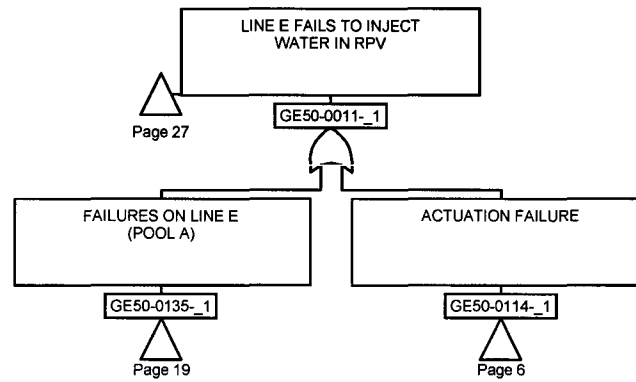 LINE E FAILS TO INJECT
WATER IN RPV
Page 27
GE50-0011-_1
FAILURES ON LINE E
(POOL A)
ACTUATION FAILURE
GE50-0135-_1
GE50-0114-_1
Page 19
Page 6